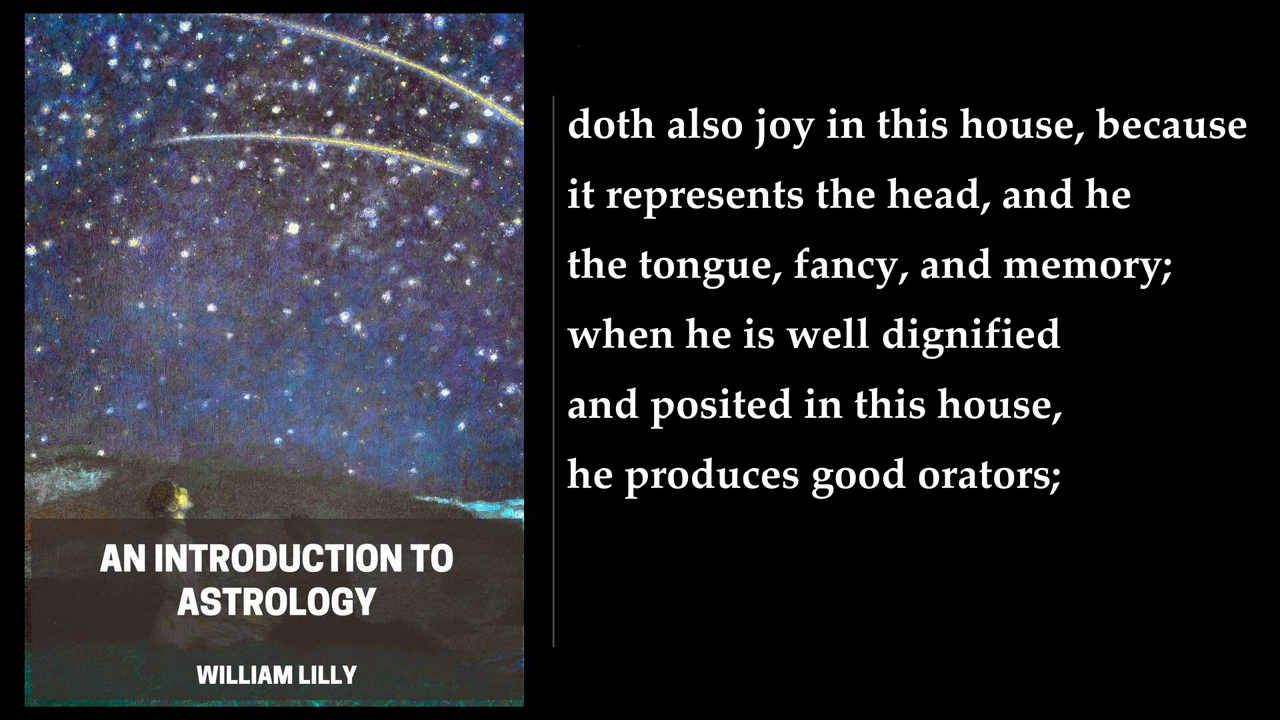 AN INTRODUCTION TO
ASTROLOGY
WILLIAM LILLY
doth also joy in this house, because
it represents the head, and he
the tongue, fancy, and memory;
when he is well dignified
and posited in this house,
he produces good orators;